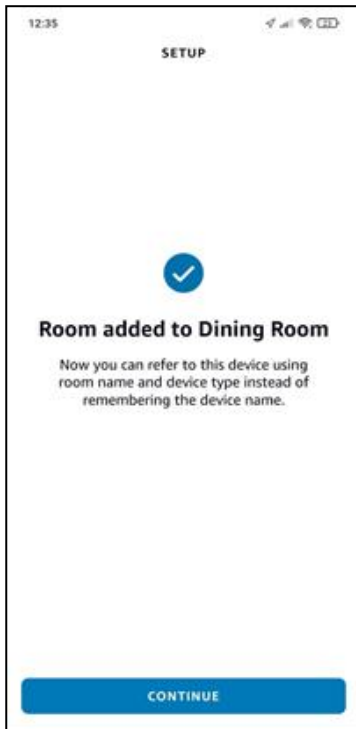 12:35
SETUP
Room added to Dining Room
Now you can refer to this device using
room name and device type instead of
remembering the device name.
CONTINUE